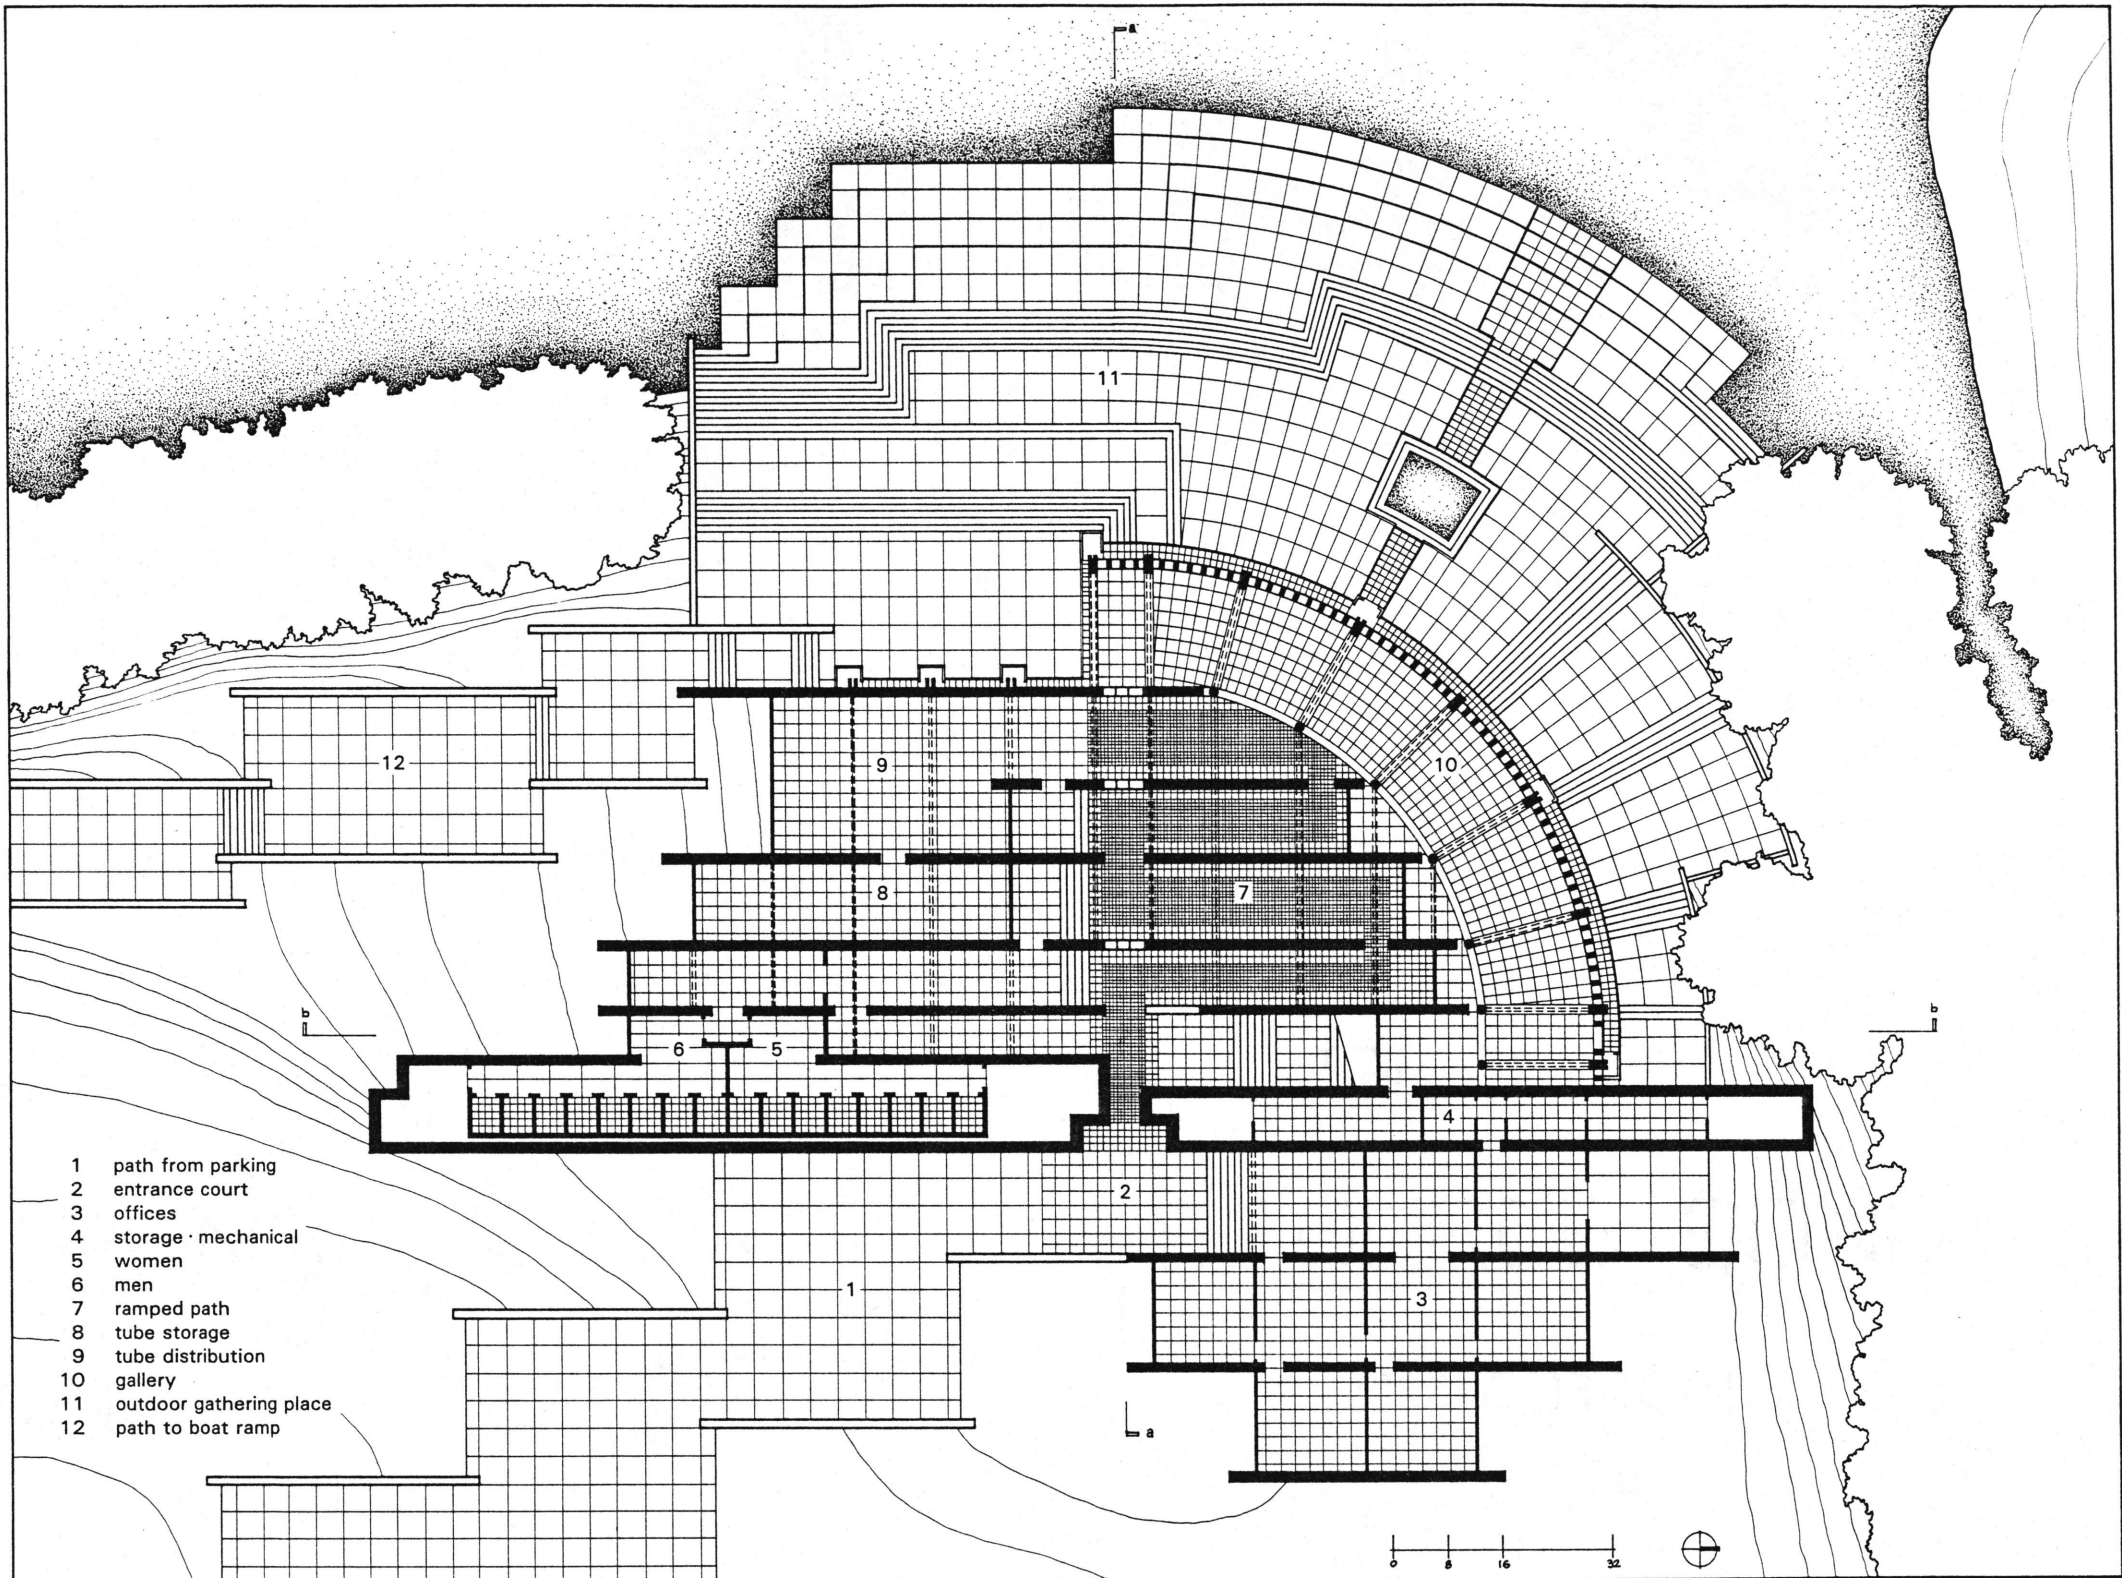 a
11
10
12
9
8
7
b
b
6
5
4
2
3
1
1 path from parking
2 entrance court
3 offices
4 storage · mechanical
5 women
6 men
7 ramped path
8 tube storage
9 tube distribution
10 gallery
11 outdoor gathering place
12 path to boat ramp
a
0 8 16 32